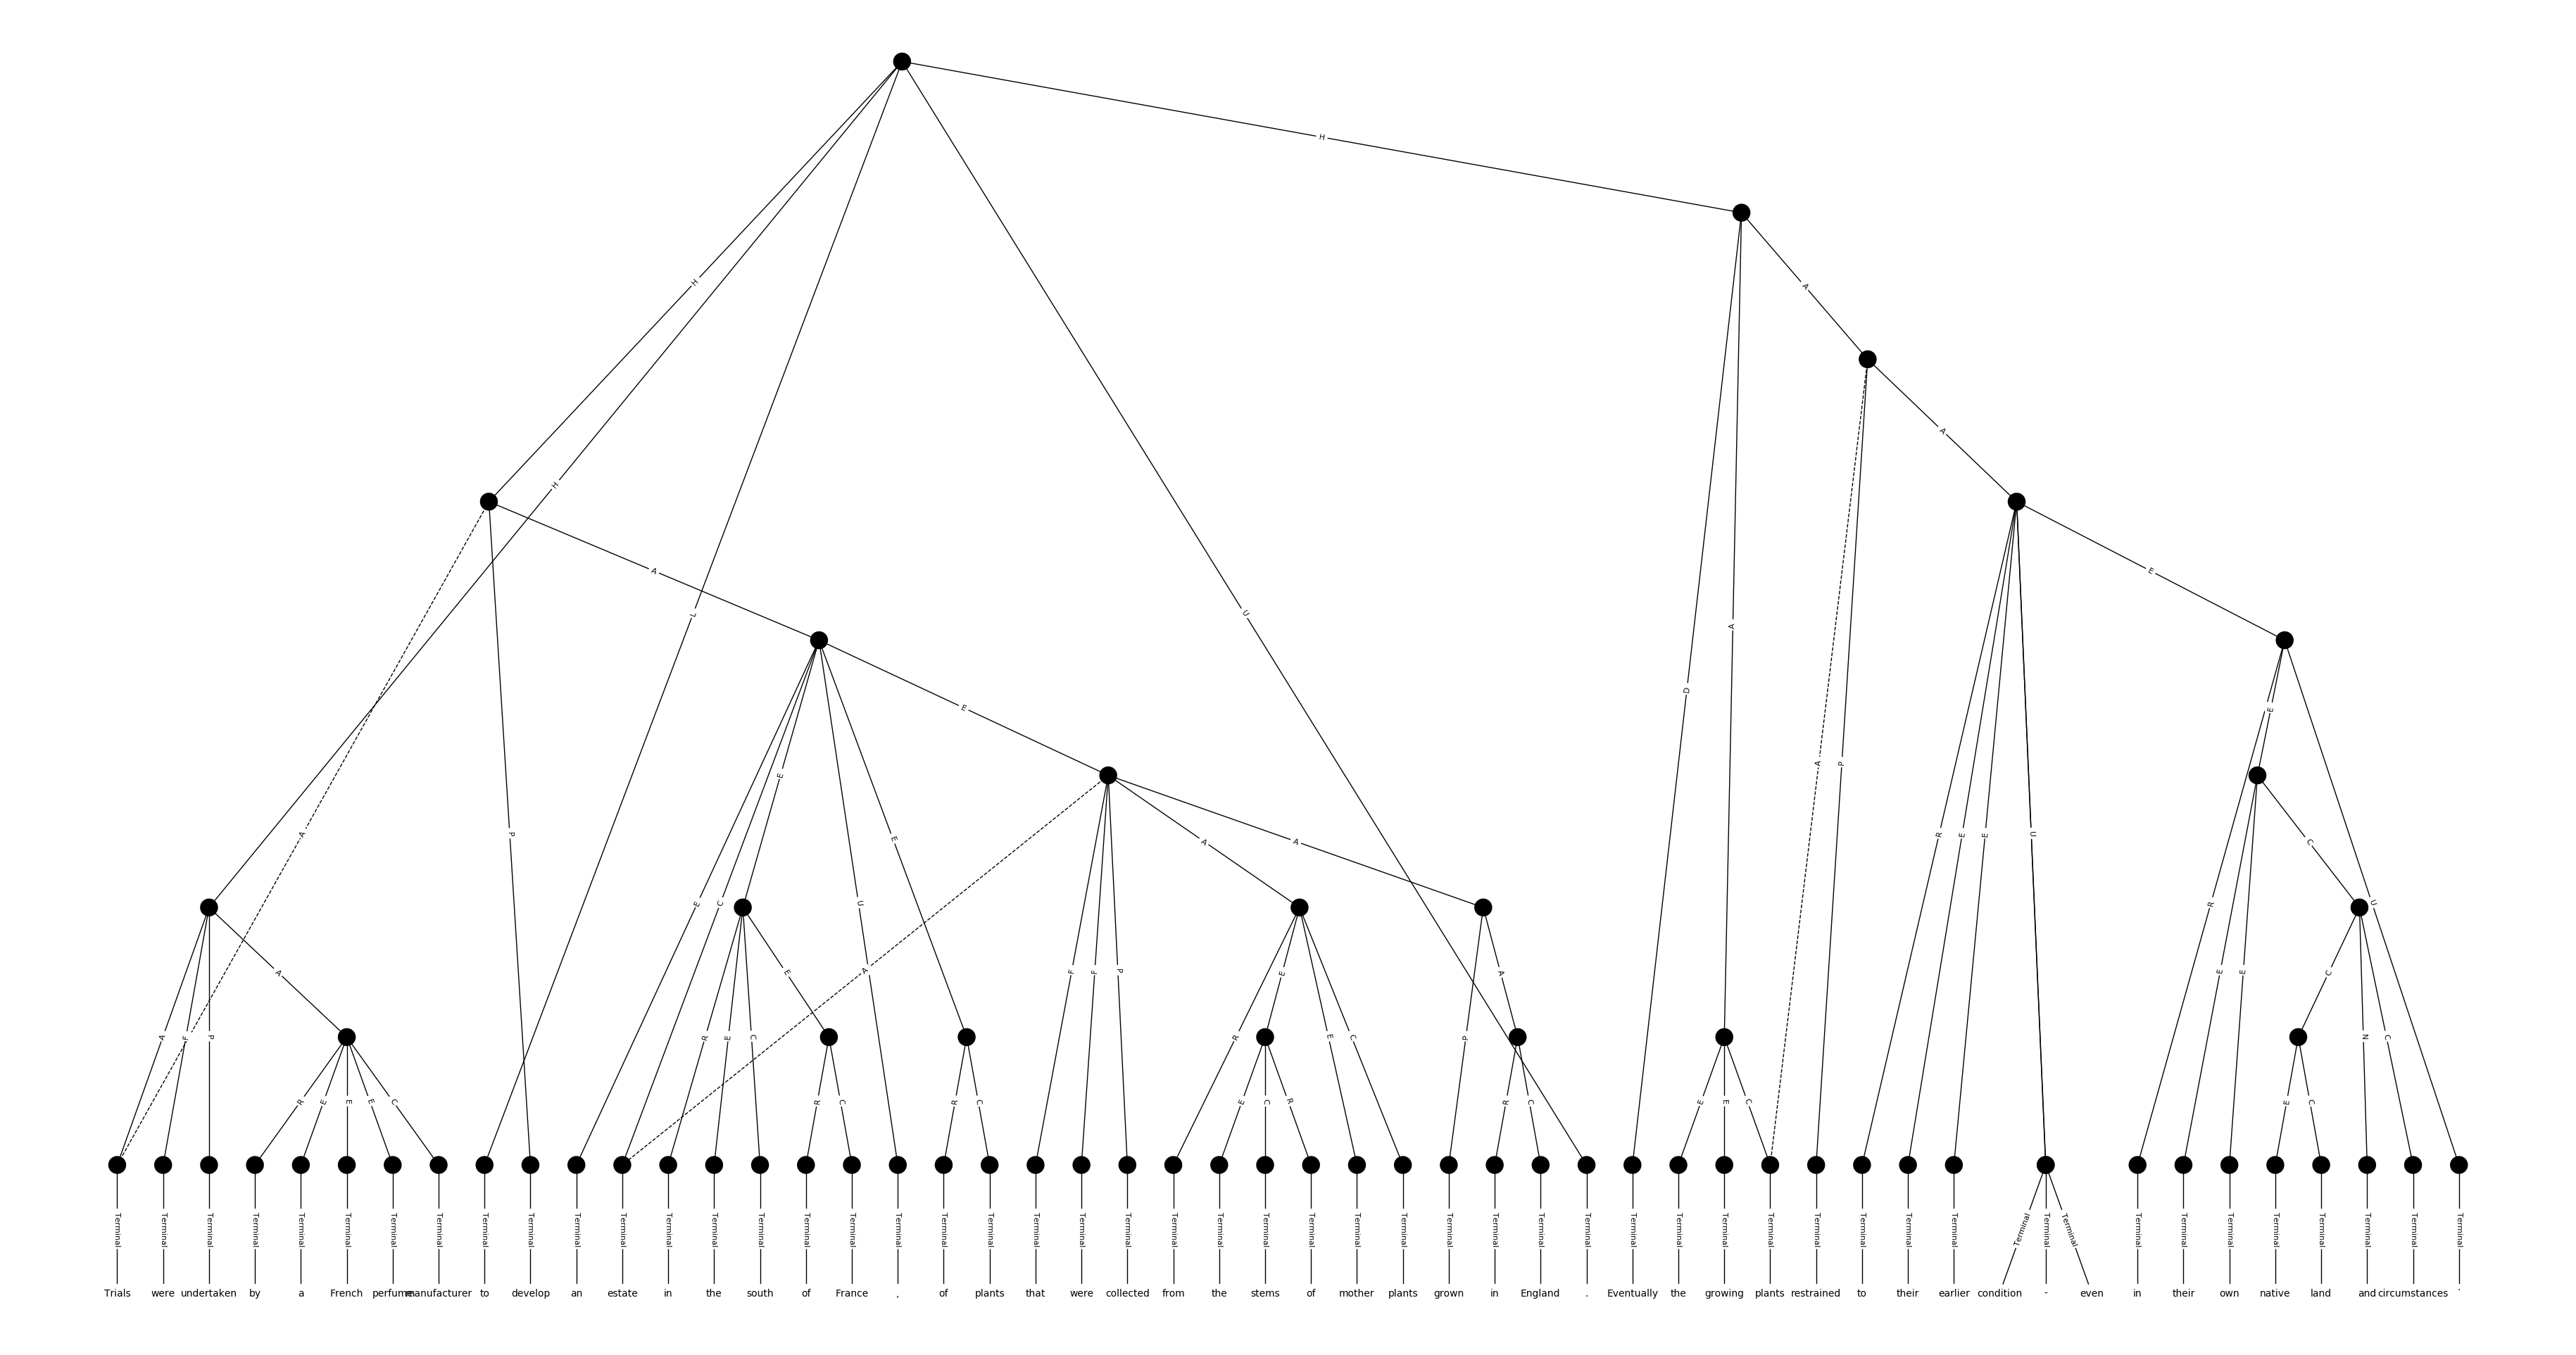 H
A
H
A
A
H
A
E
L
U
E
E
D
A
E
A
P
A
P
R
E
E
U
E
A
A
C
E
C
U
R
U
A
A
F
F
P
A
E
E
C
A
F
P
R
E
C
R
E
E
C
P
N
C
R
E
E
E
C
R
C
R
C
E
C
R
R
C
E
E
C
E
C
Terminal Terminal Terminal Terminal Terminal Terminal Terminal Terminal Terminal Terminal Terminal Terminal Terminal Terminal Terminal Terminal Terminal Terminal Terminal Terminal Terminal Terminal Terminal Terminal Terminal Terminal Terminal Terminal Terminal Terminal Terminal Terminal Terminal Terminal Terminal Terminal Terminal Terminal Terminal Terminal Terminal Terminal Terminal Terminal Terminal Terminal Terminal Terminal Terminal Terminal Terminal Terminal
Trials were undertaken by a French perfume manufacturer to develop an estate in the south of France , of plants that were collected from the stems of mother plants grown in England . Eventually the growing plants restrained to their earlier condition - even in their own native land and circumstances .